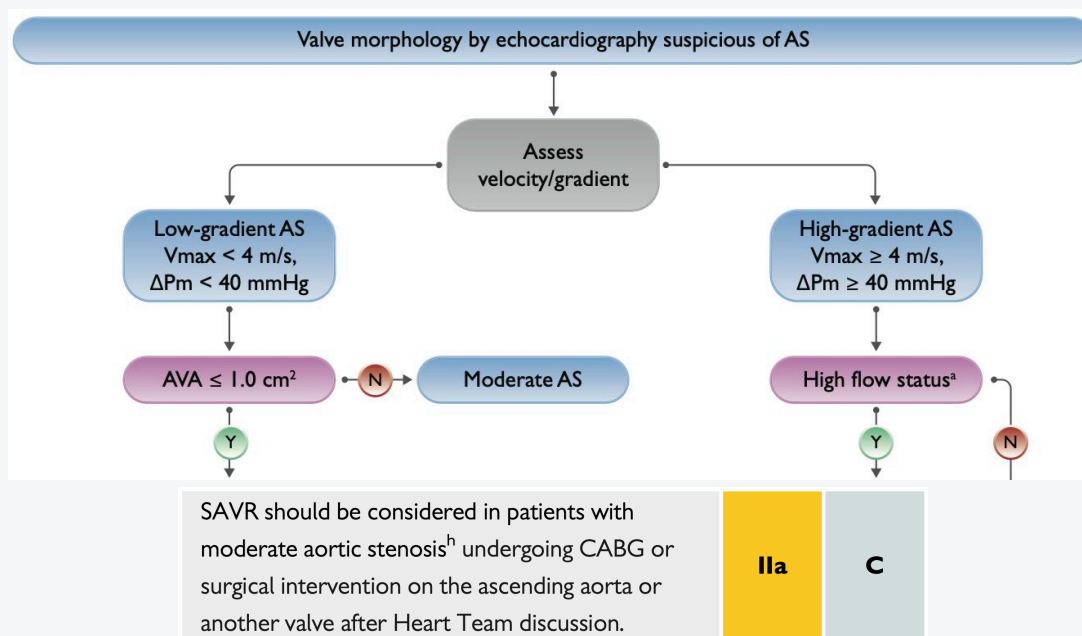 Valve morphology by echocardiography suspicious of AS
Assess
velocity/gradient
Low-gradient AS
Vmax < 4 m/s,
ΔPm < 40 mmHg
High-gradient AS
Vmax ≥ 4 m/s,
ΔPm ≥ 40 mmHg
AVA ≤ 1.0 cm²
N
Moderate AS
High flow statusᵃ
Y
Y
N
SAVR should be considered in patients with
moderate aortic stenosisʰ undergoing CABG or
surgical intervention on the ascending aorta or
another valve after Heart Team discussion.
IIa
C